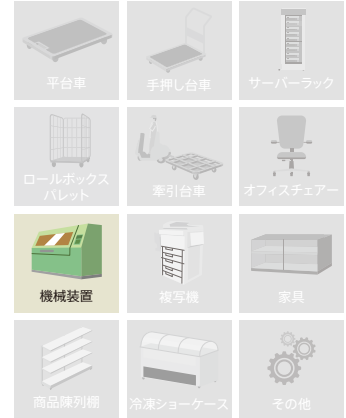 平台車
手押し台車
サーバーラック
ロールボックス
パレット
牽引台車
オフィスチェアー
機械装置
複写機
家具
商品陳列棚
冷凍ショーケース
その他